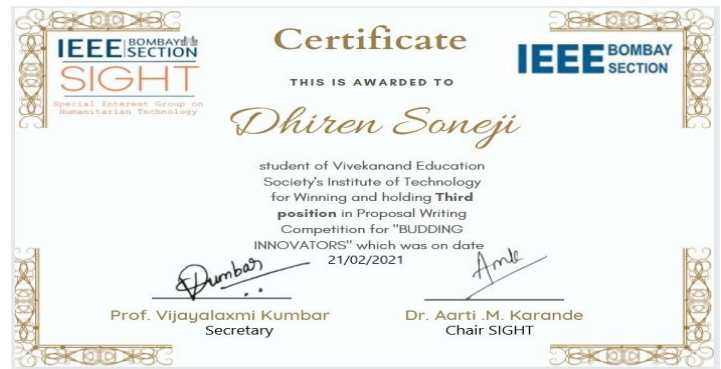 IEEE BOMBAY SECTION
SIGHT
Special Interest Group on
Humanitarian Technology
Certificate
IEEE BOMBAY SECTION
THIS IS AWARDED TO
Dhiren Soneji
student of Vivekanand Education
Society's Institute of Technology
for Winning and holding Third
position in Proposal Writing
Competition for "BUDDING
INNOVATORS" which was on date
21/02/2021
Prof. Vijayalaxmi Kumbar
Secretary
Dr. Aarti .M. Karande
Chair SIGHT